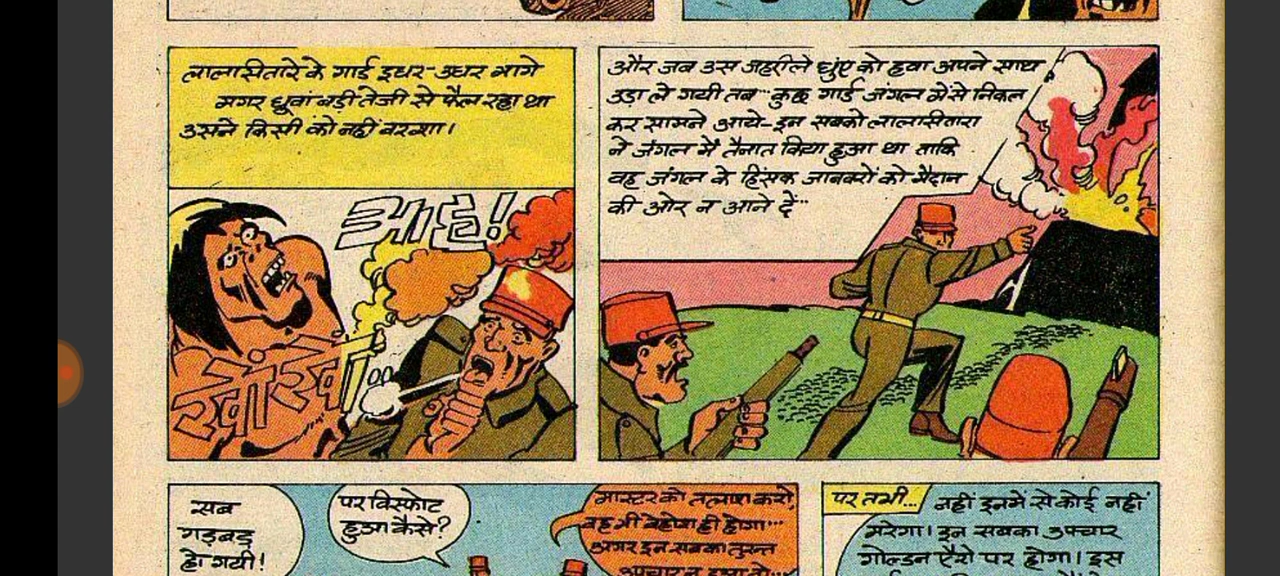 लालासीतारे के गार्ड इधर-उधर भागे
मगर धूवां बड़ी तेजी से फैल रहा था
उसने किसी को नहीं बख्शा।
आह!
खों खों
और जब उस जहरीले धुंए को हवा अपने साथ
उड़ा ले गयी तब कुछ गार्ड जंगल मेंसे निकल
कर सामने आये-इन सबको लालासीतारा
ने जंगल में तैनात किया हुआ था ताकि
वह जंगल के हिंसक जानवरों को मैदान
की ओर न आने दें
सब
गड़बड़
हो गयी!
पर विस्फोट
हुआ कैसे?
मास्टर को तलाश करो,
वह भी बेहोश ही होगा...
अगर इन सबका तुरन्त
उपचार न हुआ तो...
पर तभी...
नहीं इनमे से कोई नहीं
मरेगा। इन सबका उपचार
गोल्डन ऐरो पर होगा। इस